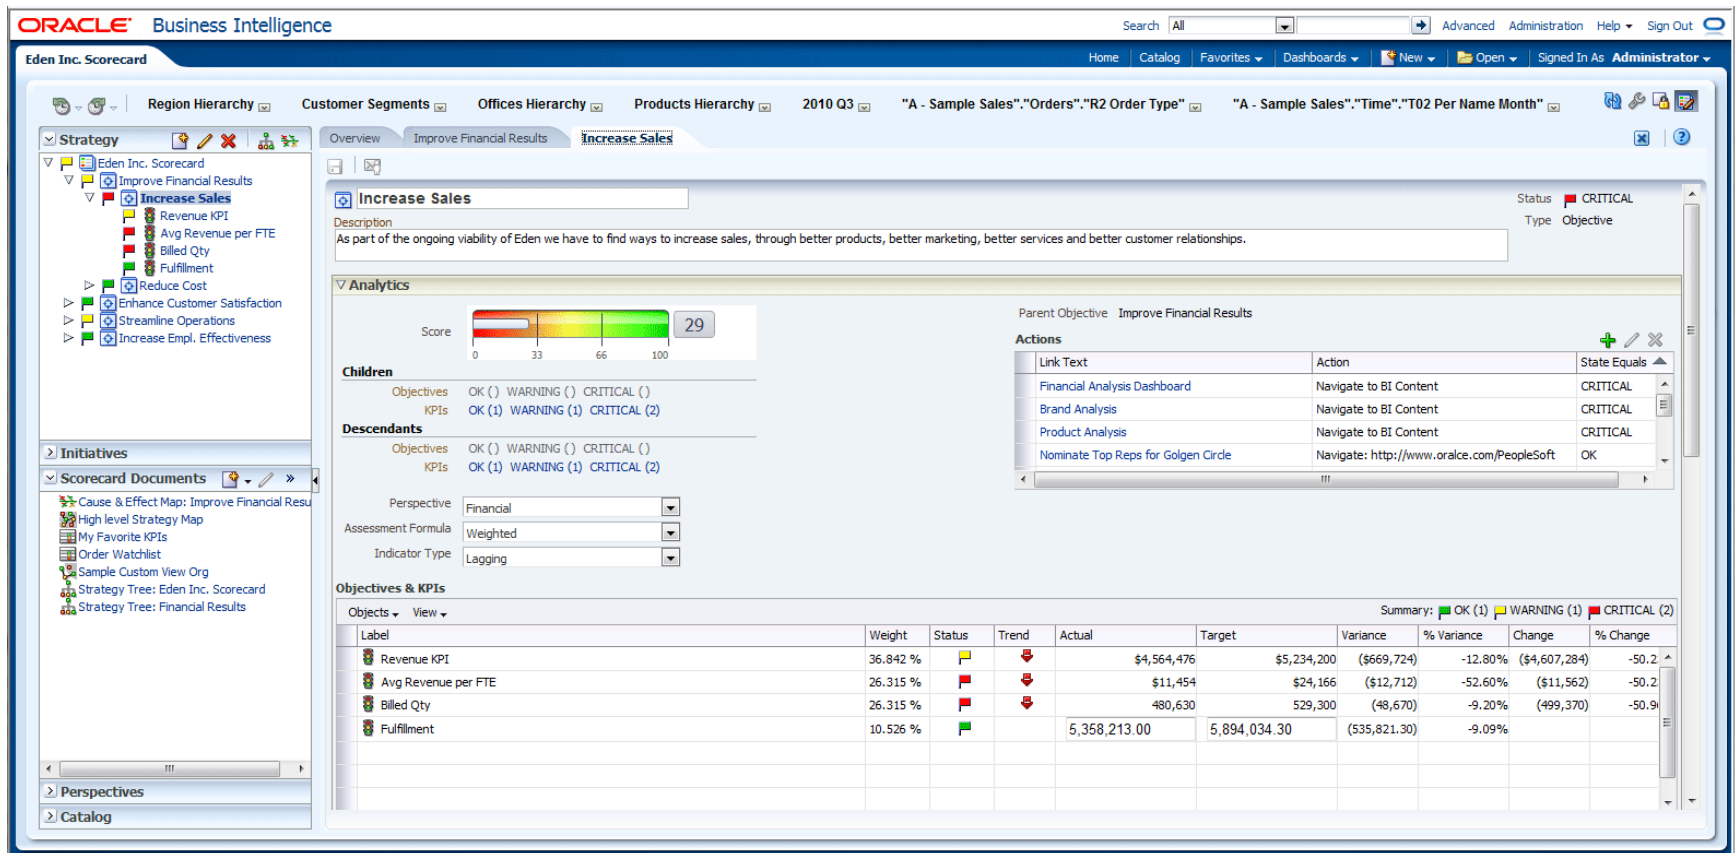 ORACLE Business Intelligence
Search All Advanced Administration Help Sign Out
Eden Inc. Scorecard
Home Catalog Favorites Dashboards New Open Signed In As Administrator
Region Hierarchy Customer Segments Offices Hierarchy Products Hierarchy 2010 Q3 "A - Sample Sales"."Orders"."R2 Order Type" "A - Sample Sales"."Time"."T02 Per Name Month"
Strategy
Eden Inc. Scorecard
Improve Financial Results
Increase Sales
Revenue KPI
Avg Revenue per FTE
Billed Qty
Fulfillment
Reduce Cost
Enhance Customer Satisfaction
Streamline Operations
Increase Empl. Effectiveness
Initiatives
Scorecard Documents
Cause & Effect Map: Improve Financial Resu
High level Strategy Map
My Favorite KPIs
Order Watchlist
Sample Custom View Org
Strategy Tree: Eden Inc. Scorecard
Strategy Tree: Financial Results
Perspectives
Catalog
Overview Improve Financial Results Increase Sales
Increase Sales
Status CRITICAL
Type Objective
Description
As part of the ongoing viability of Eden we have to find ways to increase sales, through better products, better marketing, better services and better customer relationships.
Analytics
Score 29
0 33 66 100
Children
Objectives OK () WARNING () CRITICAL ()
KPIs OK (1) WARNING (1) CRITICAL (2)
Descendants
Objectives OK () WARNING () CRITICAL ()
KPIs OK (1) WARNING (1) CRITICAL (2)
Perspective Financial
Assessment Formula Weighted
Indicator Type Lagging
Parent Objective Improve Financial Results
Actions
Link Text Action State Equals
Financial Analysis Dashboard Navigate to BI Content CRITICAL
Brand Analysis Navigate to BI Content CRITICAL
Product Analysis Navigate to BI Content CRITICAL
Nominate Top Reps for Golgen Circle Navigate: http://www.oralce.com/PeopleSoft OK
Objectives & KPIs
Objects View Summary: OK (1) WARNING (1) CRITICAL (2)
Label Weight Status Trend Actual Target Variance % Variance Change % Change
Revenue KPI 36.842 % $4,564,476 $5,234,200 ($669,724) -12.80% ($4,607,284) -50.2
Avg Revenue per FTE 26.315 % $11,454 $24,166 ($12,712) -52.60% ($11,562) -50.2
Billed Qty 26.315 % 480,630 529,300 (48,670) -9.20% (499,370) -50.9
Fulfillment 10.526 % 5,358,213.00 5,894,034.30 (535,821.30) -9.09%